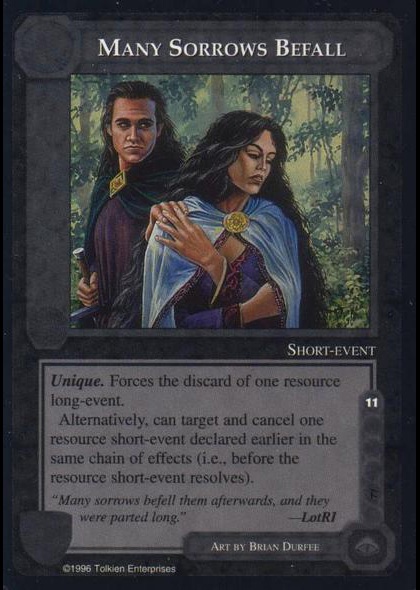 MANY SORROWS BEFALL
SHORT-EVENT
Unique. Forces the discard of one resource
long-event.
Alternatively, can target and cancel one
resource short-event declared earlier in the
same chain of effects (i.e., before the
resource short-event resolves).
11
"Many sorrows befell them afterwards, and they
were parted long." —LotRI
ART BY BRIAN DURFEE
©1996 Tolkien Enterprises